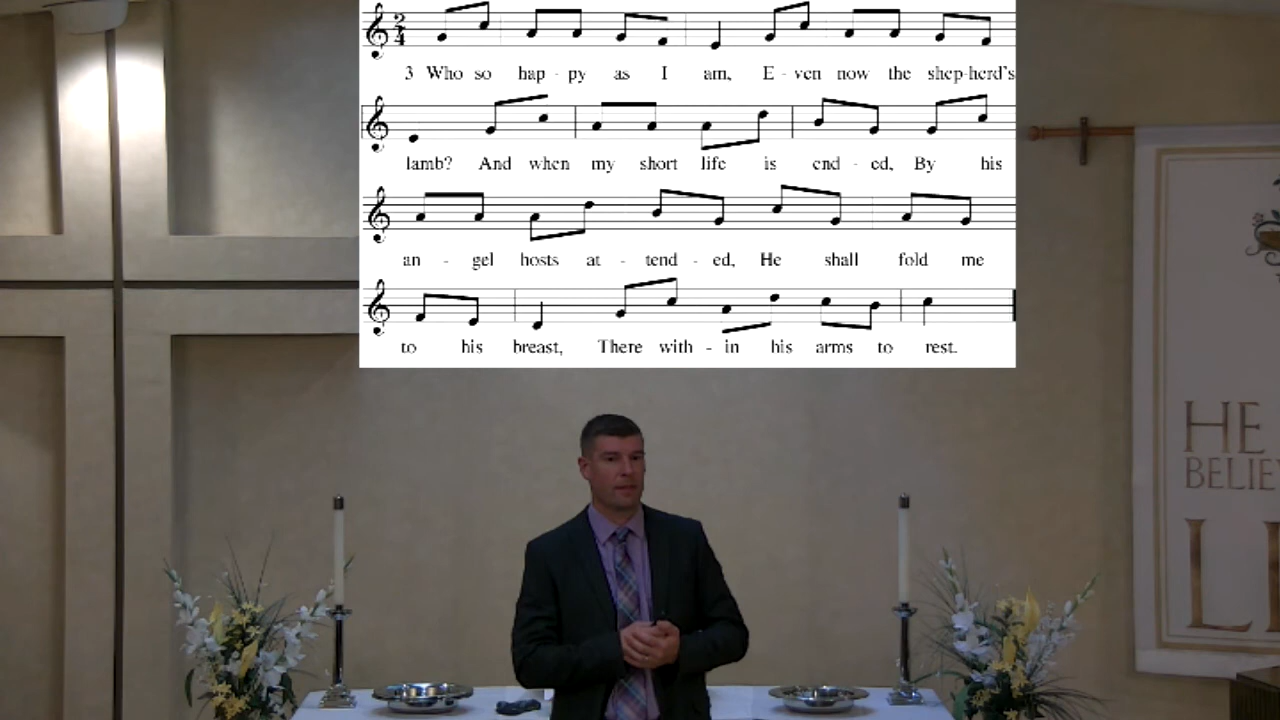 3 Who so hap - py as I am, E - ven now the shep-herd's
lamb? And when my short life is end - ed, By his
an - gel hosts at - tend - ed, He shall fold me
to his breast, There with - in his arms to rest.
HE
BELIE
LI